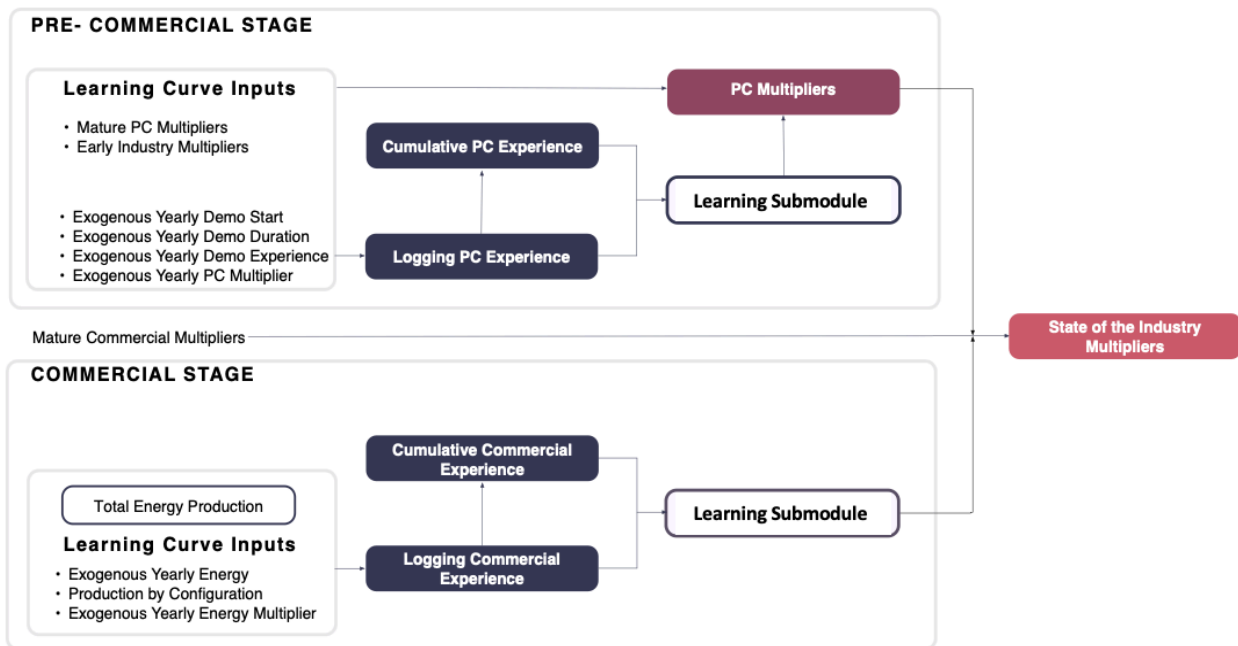 PRE- COMMERCIAL STAGE
Learning Curve Inputs
• Mature PC Multipliers
• Early Industry Multipliers
• Exogenous Yearly Demo Start
• Exogenous Yearly Demo Duration
• Exogenous Yearly Demo Experience
• Exogenous Yearly PC Multiplier
Cumulative PC Experience
Logging PC Experience
PC Multipliers
Learning Submodule
Mature Commercial Multipliers
State of the Industry
Multipliers
COMMERCIAL STAGE
Total Energy Production
Learning Curve Inputs
• Exogenous Yearly Energy
• Production by Configuration
• Exogenous Yearly Energy Multiplier
Cumulative Commercial
Experience
Logging Commercial
Experience
Learning Submodule